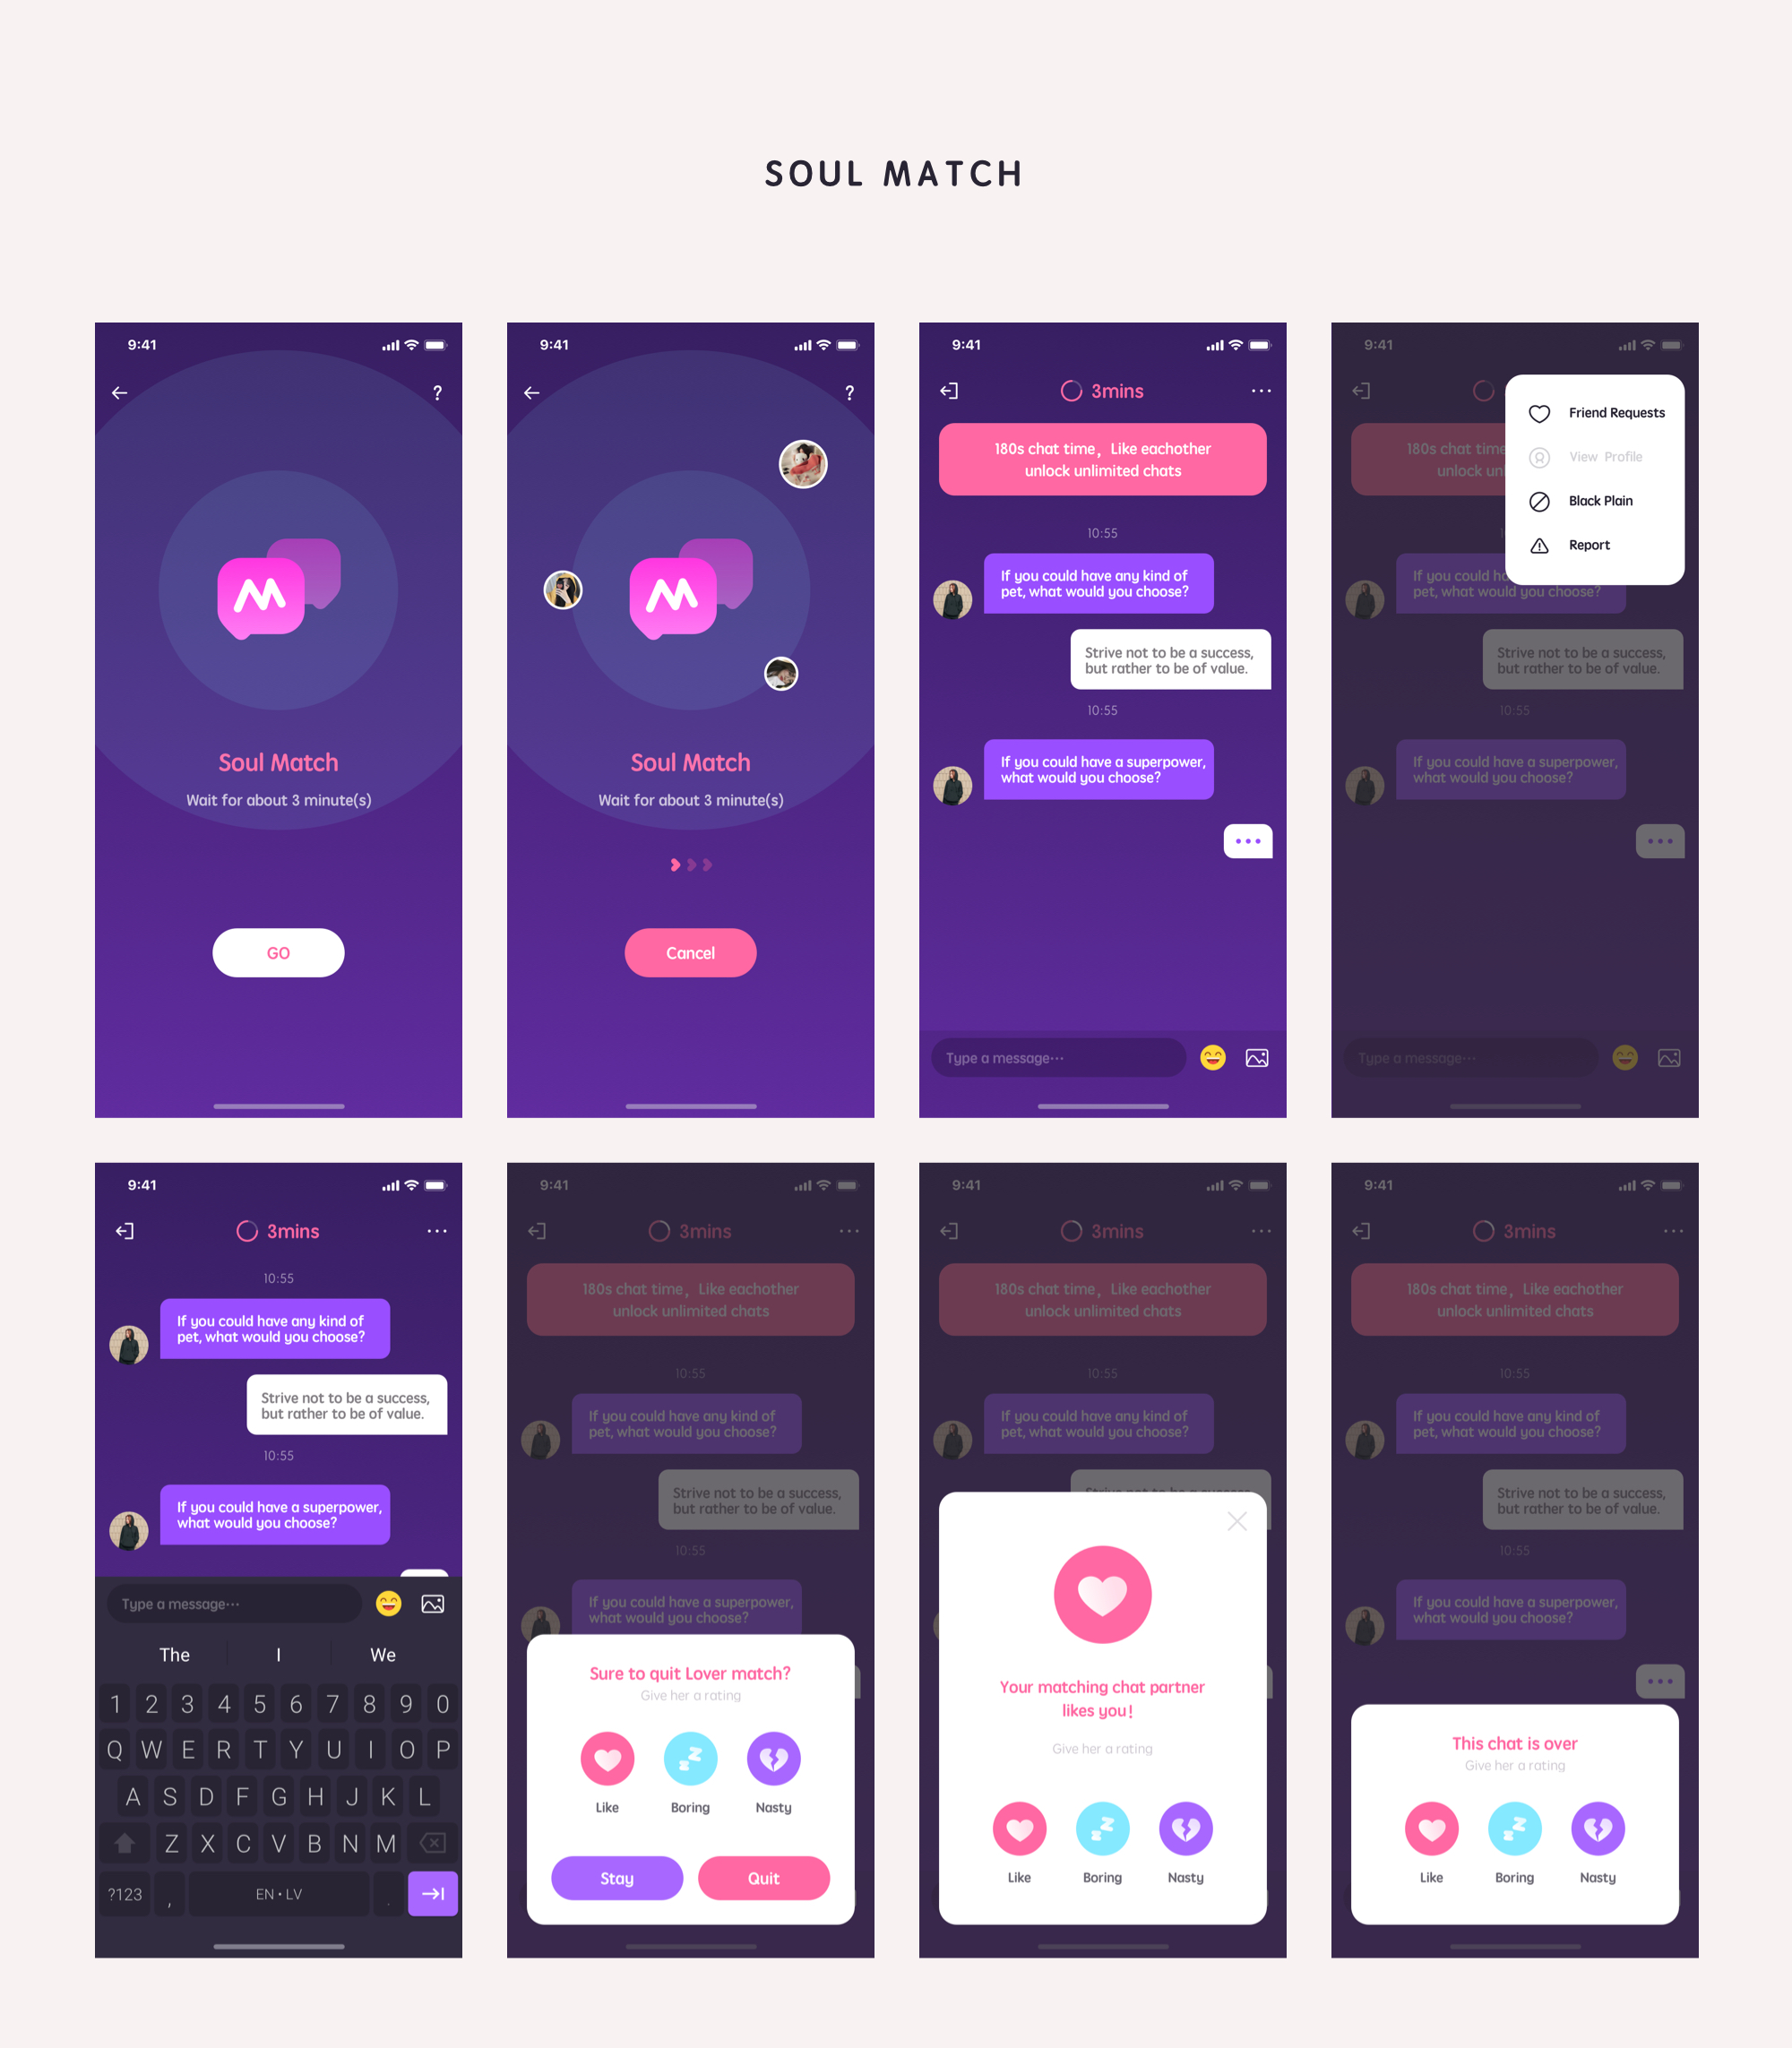 SOUL MATCH
9:41
?
Soul Match
Wait for about 3 minute(s)
GO
9:41
?
Soul Match
Wait for about 3 minute(s)
Cancel
9:41
3mins
180s chat time, Like eachother
unlock unlimited chats
10:55
If you could have any kind of
pet, what would you choose?
Strive not to be a success,
but rather to be of value.
10:55
If you could have a superpower,
what would you choose?
Type a message···
9:41
Friend Requests
View Profile
Black Plain
Report
180s chat time
unlock un
If you could ha
pet, what would you choose?
Strive not to be a success,
but rather to be of value.
10:55
If you could have a superpower,
what would you choose?
Type a message···
9:41
3mins
10:55
If you could have any kind of
pet, what would you choose?
Strive not to be a success,
but rather to be of value.
10:55
If you could have a superpower,
what would you choose?
Type a message···
The I We
1 2 3 4 5 6 7 8 9 0
Q W E R T Y U I O P
A S D F G H J K L
Z X C V B N M
?123 , EN • LV .
9:41
3mins
180s chat time, Like eachother
unlock unlimited chats
10:55
If you could have any kind of
pet, what would you choose?
Strive not to be a success,
but rather to be of value.
10:55
If you could have a superpower,
what would you choose?
Sure to quit Lover match?
Give her a rating
Like Boring Nasty
Stay Quit
9:41
3mins
180s chat time, Like eachother
unlock unlimited chats
10:55
If you could have any kind of
pet, what would you choose?
Strive not to be a success,
Your matching chat partner
likes you!
Give her a rating
Like Boring Nasty
9:41
3mins
180s chat time, Like eachother
unlock unlimited chats
10:55
If you could have any kind of
pet, what would you choose?
Strive not to be a success,
but rather to be of value.
10:55
If you could have a superpower,
what would you choose?
This chat is over
Give her a rating
Like Boring Nasty